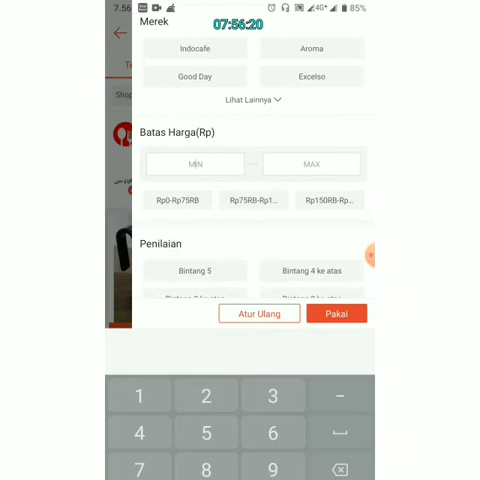 7.56
4G+
85%
07:56:20
Merek
Indocafe
Aroma
Good Day
Excelso
Lihat Lainnya
Batas Harga(Rp)
MIN
MAX
Rp0-Rp75RB
Rp75RB-Rp1...
Rp150RB-Rp...
Penilaian
Bintang 5
Bintang 4 ke atas
Atur Ulang
Pakai
Shop
1
2
3
-
4
5
6
7
8
9